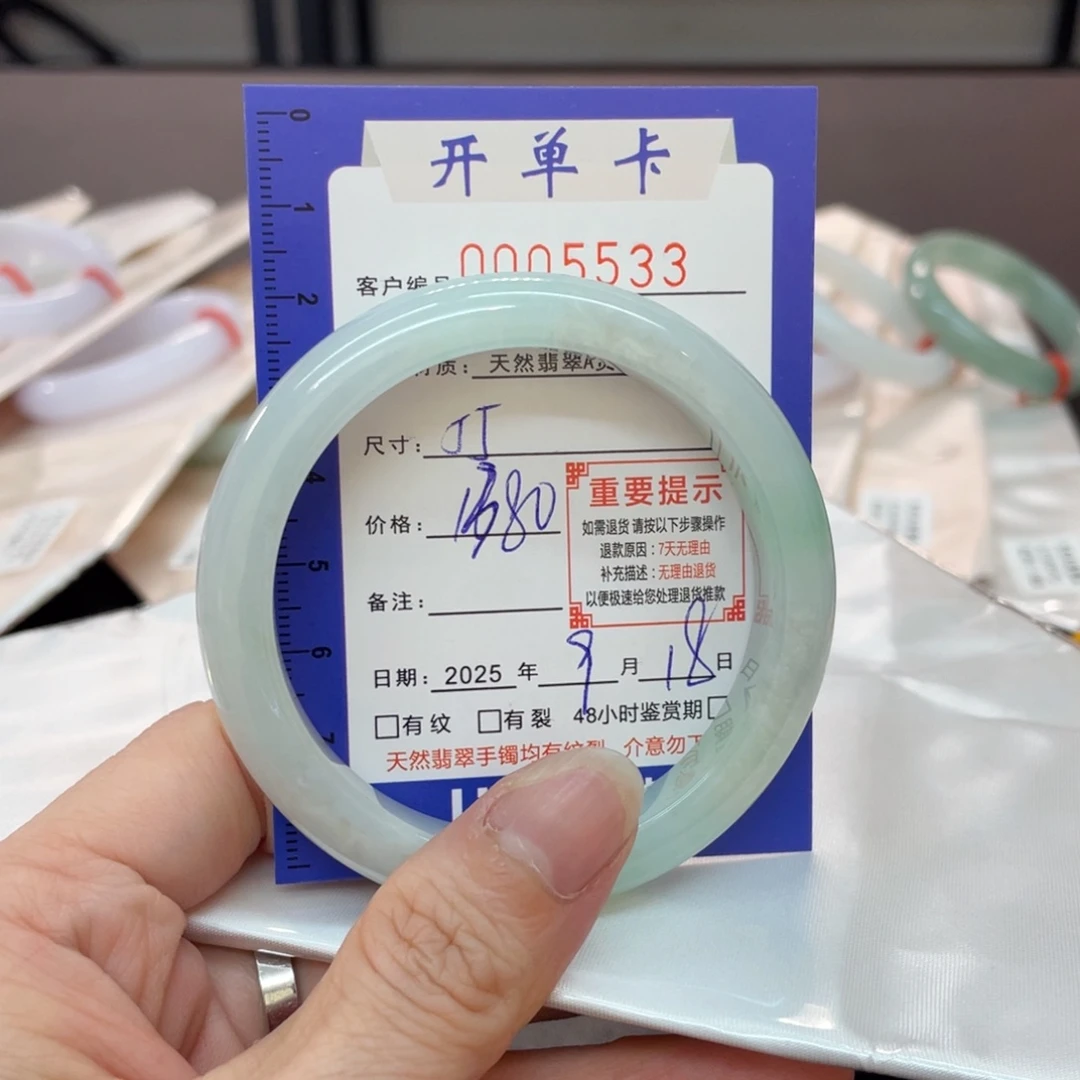 开单卡
客户编号 0005533
材质: 天然翡翠A货
尺寸:
价格:
重要提示
如需退货 请按以下步骤操作
退款原因:7天无理由
补充描述:无理由退货
以便极速给您处理退货推款
备注:
日期: 2025 年 9 月 18 日
□有纹 □有裂 48小时鉴赏期□
天然翡翠手镯均有纹裂 介意勿下
0
1
2
4
5
6
7
8